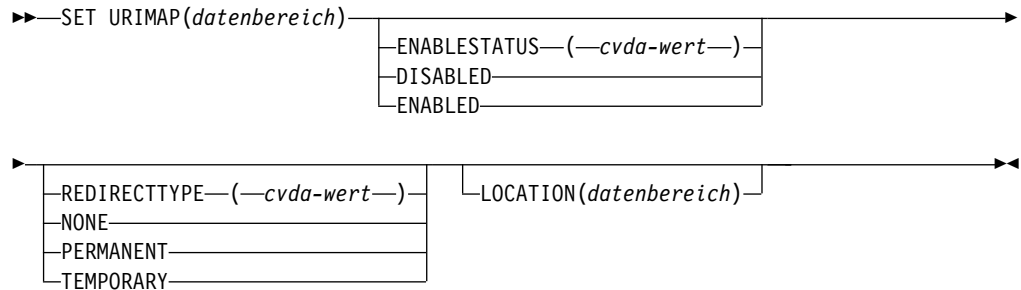 SET URIMAP(datenbereich)
ENABLESTATUS(cvda-wert)
DISABLED
ENABLED
REDIRECTTYPE(cvda-wert) LOCATION(datenbereich)
NONE
PERMANENT
TEMPORARY